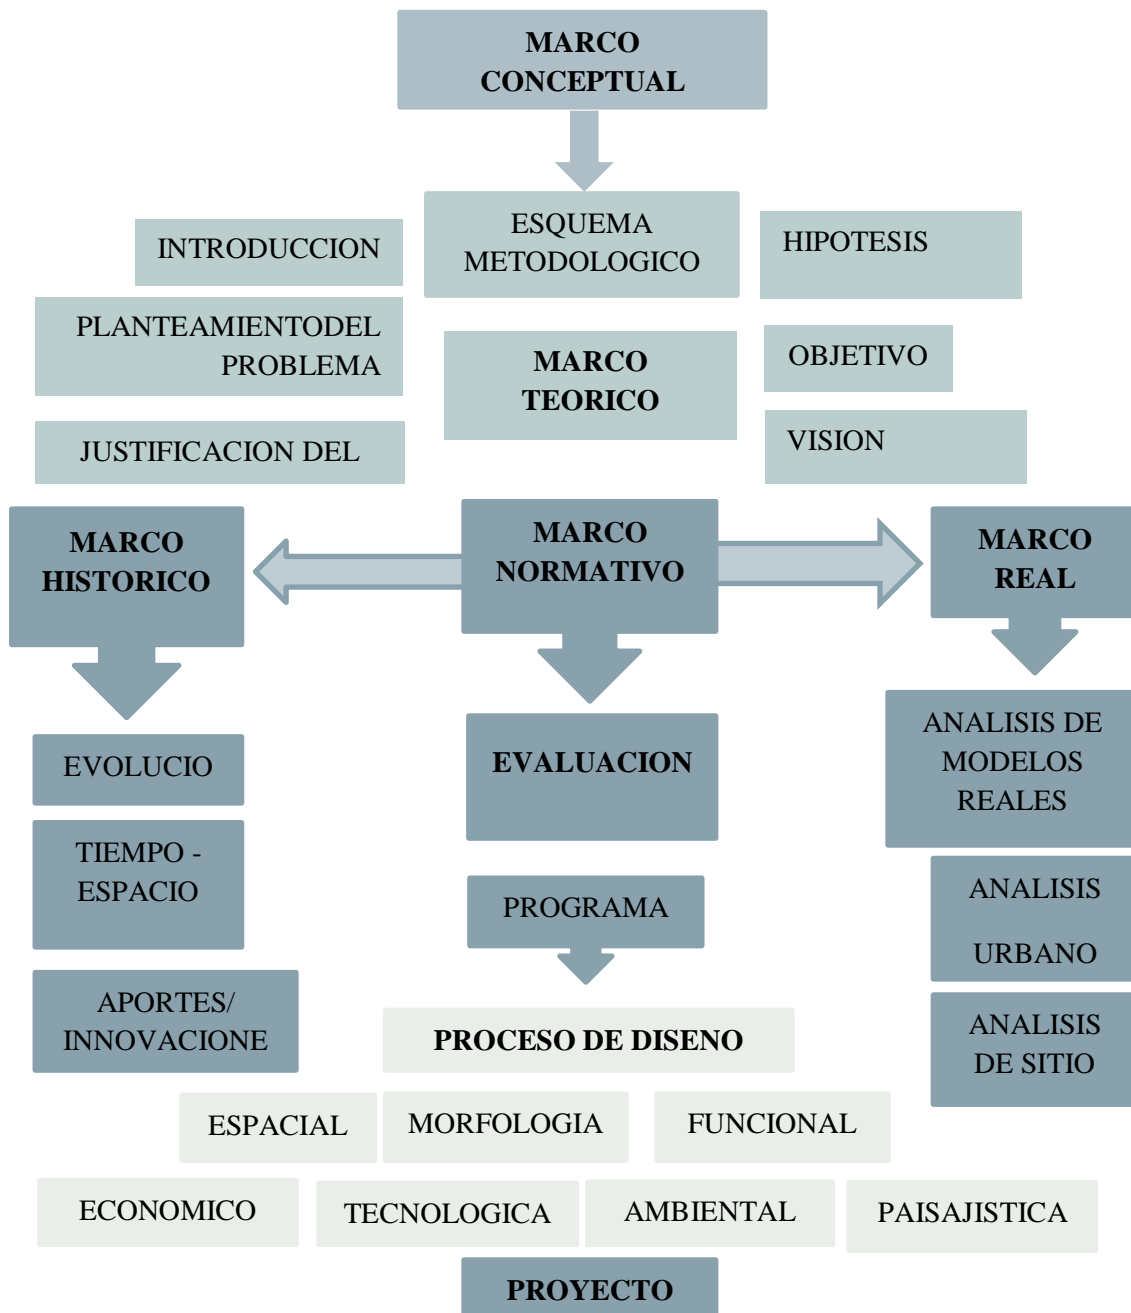 MARCO
CONCEPTUAL
ESQUEMA
METODOLOGICO
INTRODUCCION
HIPOTESIS
PLANTEAMIENTODEL
PROBLEMA
MARCO
TEORICO
OBJETIVO
JUSTIFICACION DEL
VISION
MARCO
HISTORICO
MARCO
NORMATIVO
MARCO
REAL
EVOLUCIO
TIEMPO -
ESPACIO
APORTES/
INNOVACIONE
EVALUACION
PROGRAMA
ANALISIS DE
MODELOS
REALES
ANALISIS
URBANO
ANALISIS
DE SITIO
PROCESO DE DISENO
ESPACIAL
MORFOLOGIA
FUNCIONAL
ECONOMICO
TECNOLOGICA
AMBIENTAL
PAISAJISTICA
PROYECTO